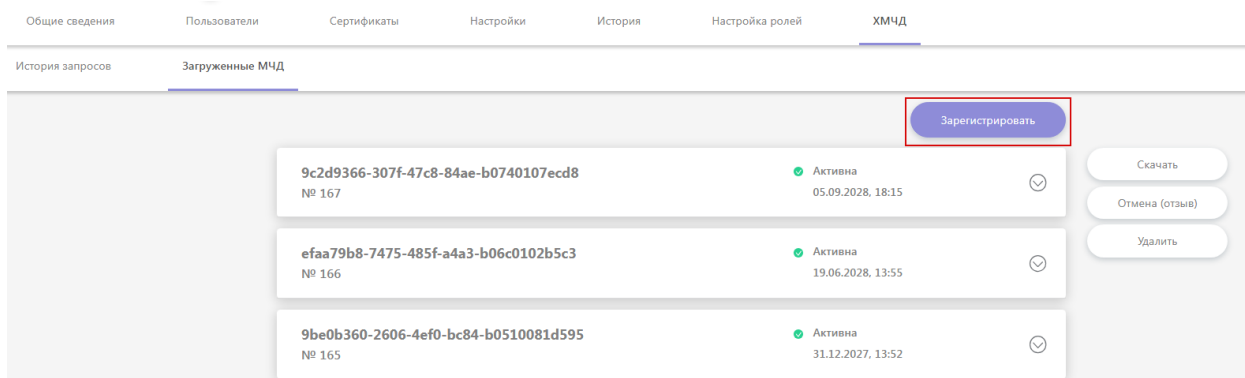 Общие сведения Пользователи Сертификаты Настройки История Настройка ролей ХМЧД
История запросов Загруженные МЧД
Зарегистрировать
9c2d9366-307f-47c8-84ae-b0740107ecd8 Активна
№ 167 05.09.2028, 18:15
Скачать
Отмена (отзыв)
Удалить
efaa79b8-7475-485f-a4a3-b06c0102b5c3 Активна
№ 166 19.06.2028, 13:55
9be0b360-2606-4ef0-bc84-b0510081d595 Активна
№ 165 31.12.2027, 13:52